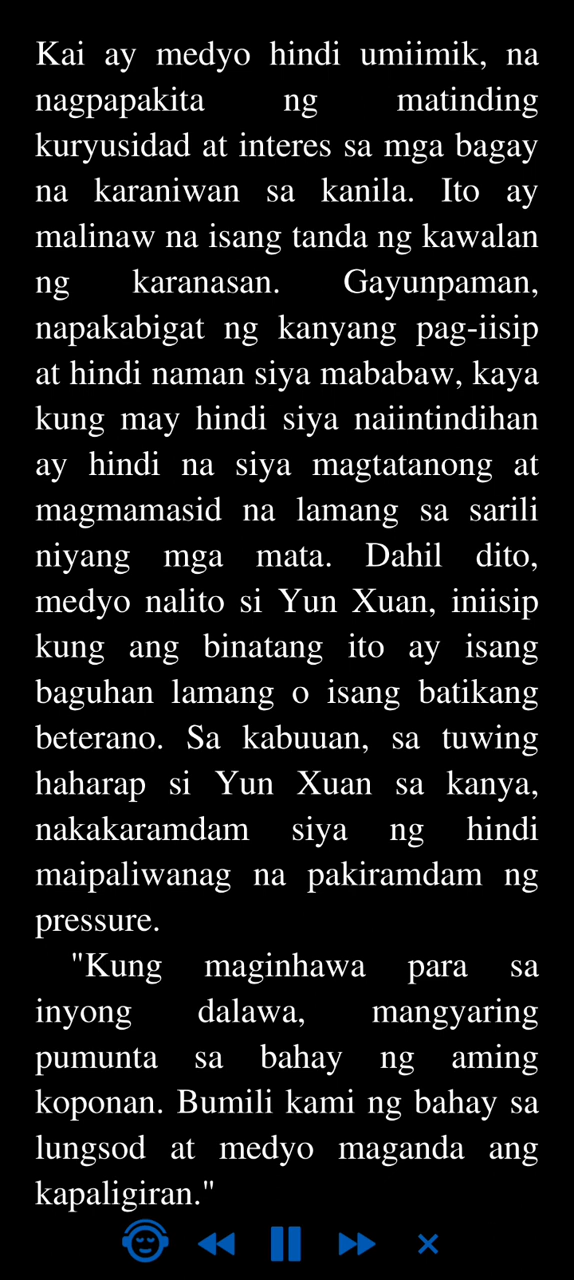 Kai ay medyo hindi umiimik, na
nagpapakita ng matinding
kuryusidad at interes sa mga bagay
na karaniwan sa kanila. Ito ay
malinaw na isang tanda ng kawalan
ng karanasan. Gayunpaman,
napakabigat ng kanyang pag-iisip
at hindi naman siya mababaw, kaya
kung may hindi siya naiintindihan
ay hindi na siya magtatanong at
magmamasid na lamang sa sarili
niyang mga mata. Dahil dito,
medyo nalito si Yun Xuan, iniisip
kung ang binatang ito ay isang
baguhan lamang o isang batikang
beterano. Sa kabuuan, sa tuwing
haharap si Yun Xuan sa kanya,
nakakaramdam siya ng hindi
maipaliwanag na pakiramdam ng
pressure.
"Kung maginhawa para sa
inyong dalawa, mangyaring
pumunta sa bahay ng aming
koponan. Bumili kami ng bahay sa
lungsod at medyo maganda ang
kapaligiran."